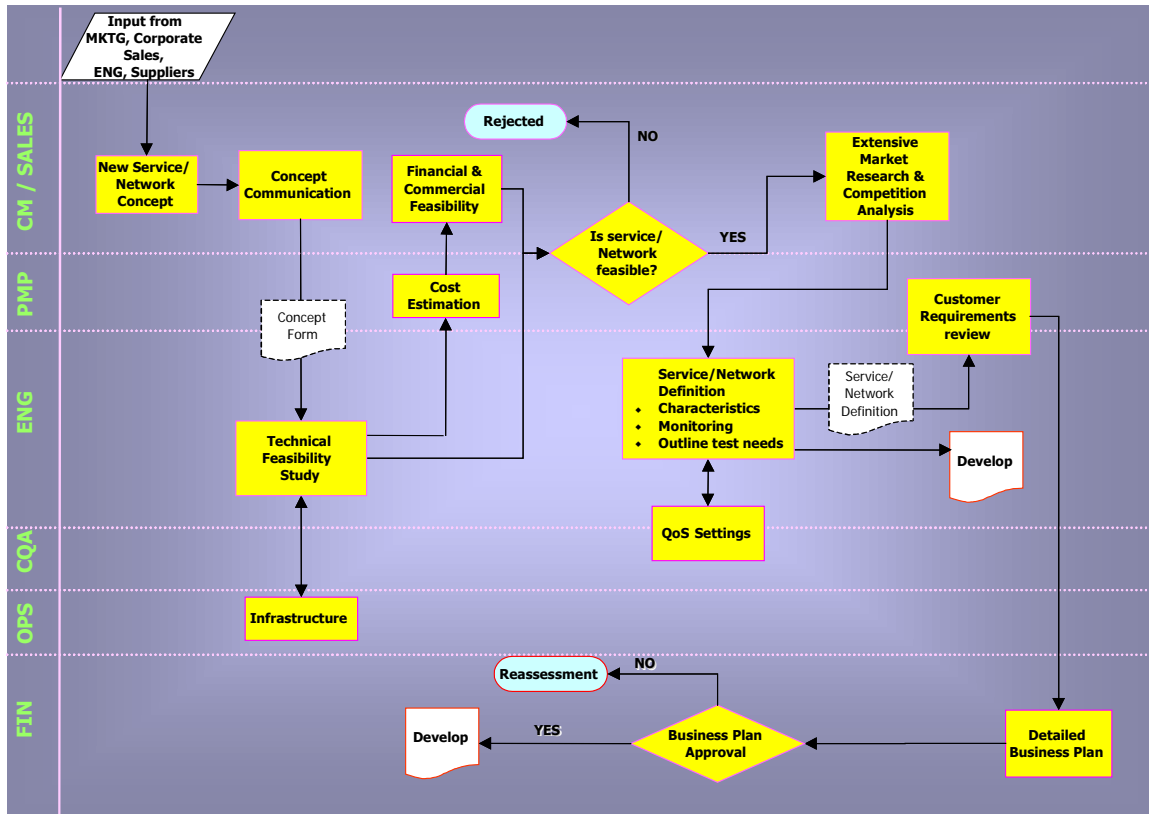 Input from
MKTG, Corporate
Sales,
ENG, Suppliers
CM / SALES
New Service/
Network
Concept
Concept
Communication
Financial &
Commercial
Feasibility
Rejected
NO
Is service/
Network
feasible?
YES
Extensive
Market
Research &
Competition
Analysis
PMP
Concept
Form
Cost
Estimation
Customer
Requirements
review
ENG
Technical
Feasibility
Study
Service/Network
Definition
• Characteristics
• Monitoring
• Outline test needs
Service/
Network
Definition
Develop
CQA
QoS Settings
OPS
Infrastructure
FIN
Reassessment
NO
Develop
YES
Business Plan
Approval
Detailed
Business Plan